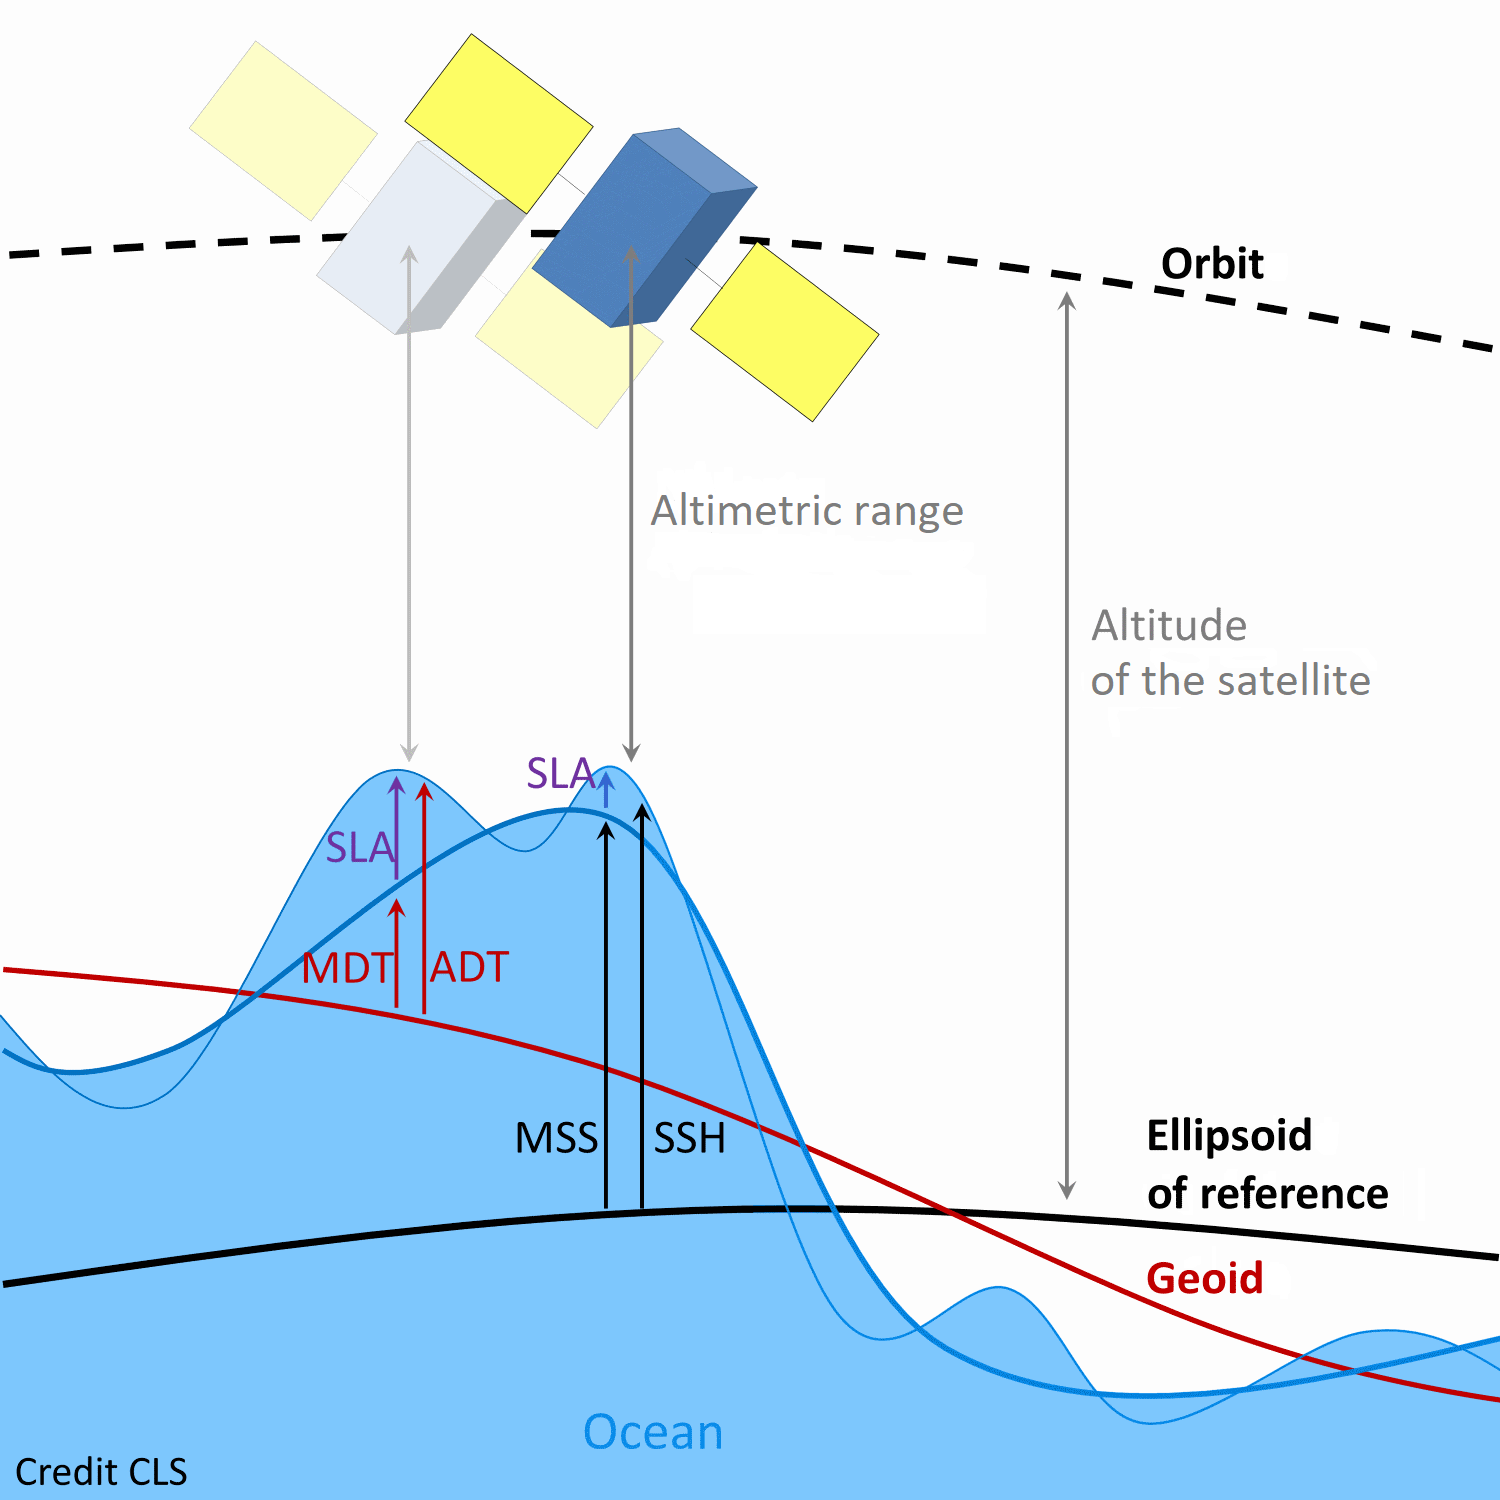 Orbit
Altimetric range
Altitude
of the satellite
SLA
SLA
MDT
ADT
MSS
SSH
Ellipsoid
of reference
Geoid
Ocean
Credit CLS